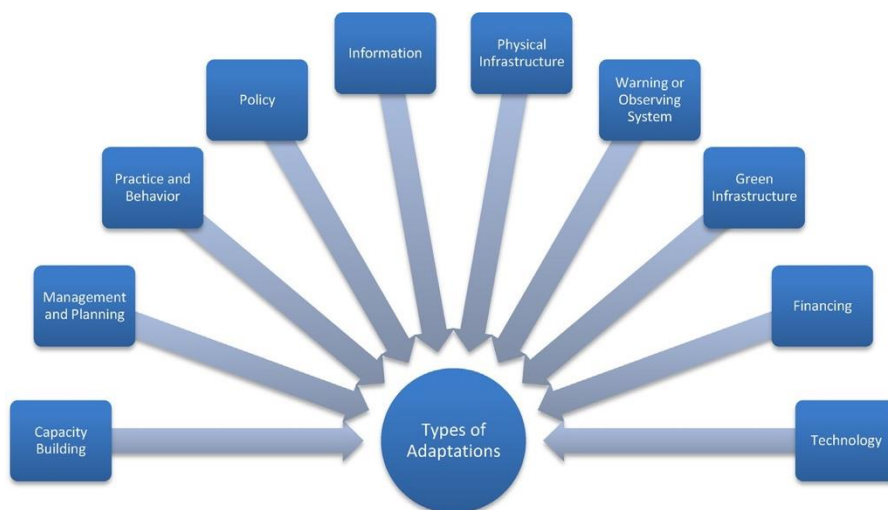 Information
Physical
Infrastructure
Policy
Warning or
Observing
System
Practice and
Behavior
Green
Infrastructure
Management
and Planning
Financing
Capacity
Building
Types of
Adaptations
Technology